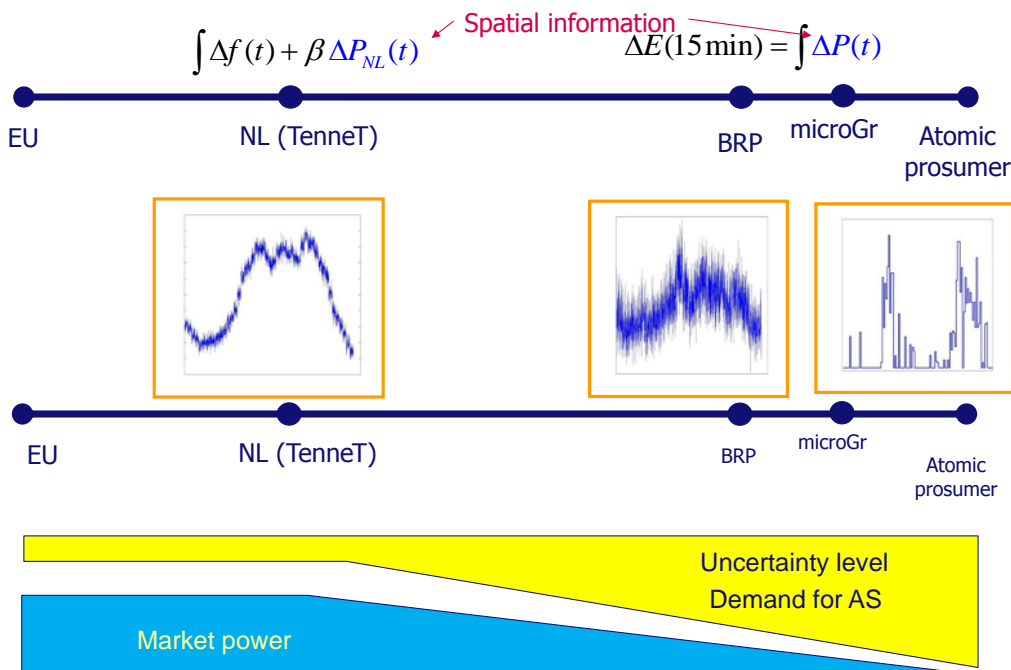 Spatial information
∫Δf(t) + β ΔP_NL(t)
ΔE(15 min) = ∫ΔP(t)
EU
NL (TenneT)
BRP
microGr
Atomic
prosumer
EU
NL (TenneT)
BRP
microGr
Atomic
prosumer
Uncertainty level
Demand for AS
Market power